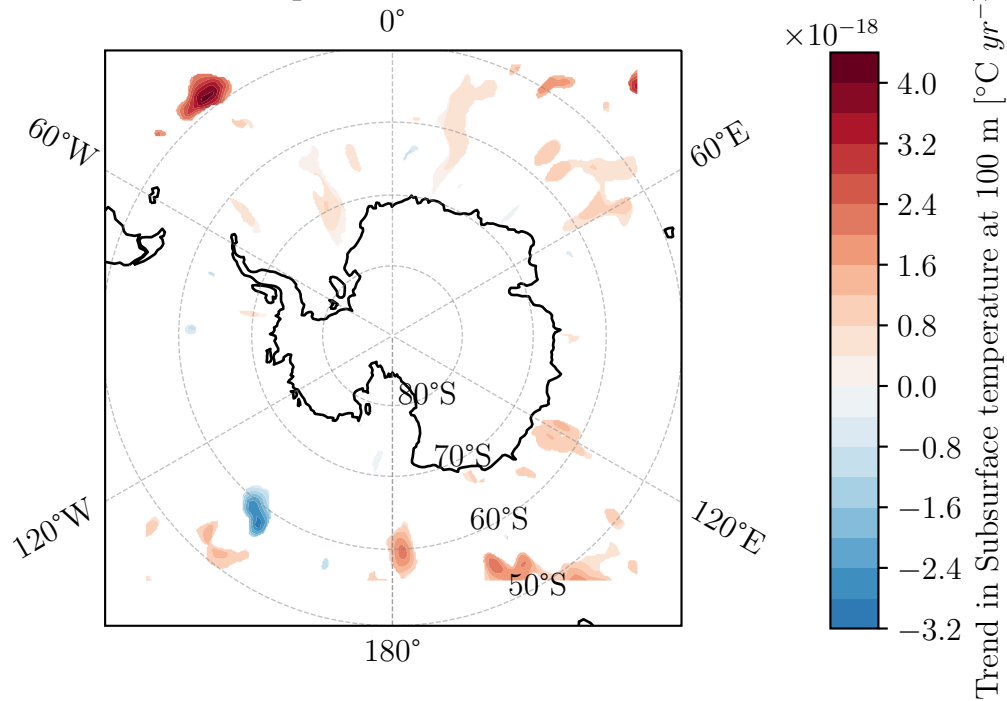 0°
×10⁻¹⁸
60°W
60°E
4.0
3.2
2.4
1.6
0.8
0.0
−0.8
−1.6
−2.4
−3.2
80°S
70°S
60°S
50°S
120°W
120°E
180°
Trend in Subsurface temperature at 100 m [°C yr⁻